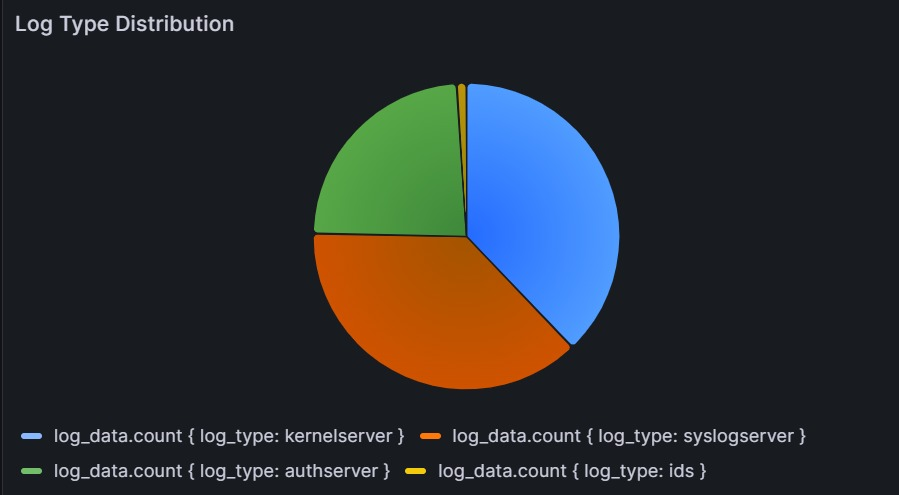 Log Type Distribution
log_data.count { log_type: kernelserver } log_data.count { log_type: syslogserver }
log_data.count { log_type: authserver } log_data.count { log_type: ids }